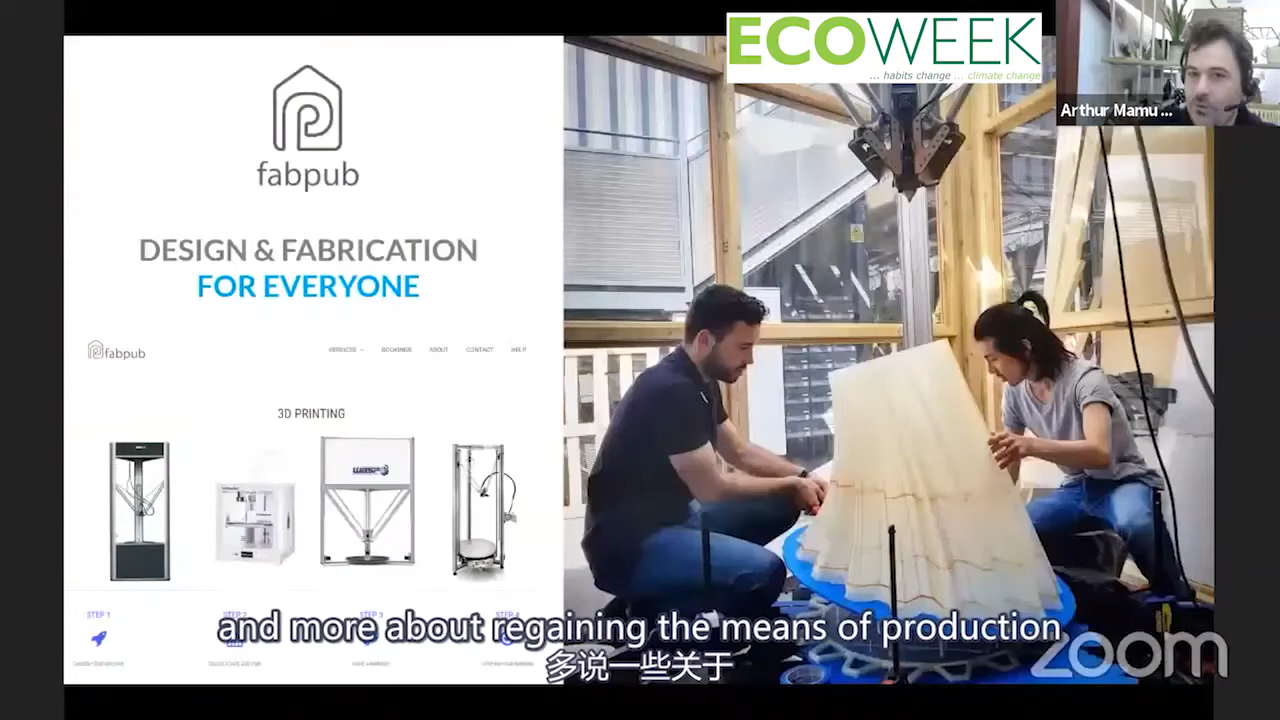 ECOWEEK
... habits change ... climate change
Arthur Mamu ...
fabpub
DESIGN & FABRICATION
FOR EVERYONE
fabpub
SERVICES
BOOKINGS
ABOUT
CONTACT
HELP
3D PRINTING
WASP
STEP 1
STEP 2
STEP 3
STEP 4
and more about regaining the means of production
多说一些关于
zoom